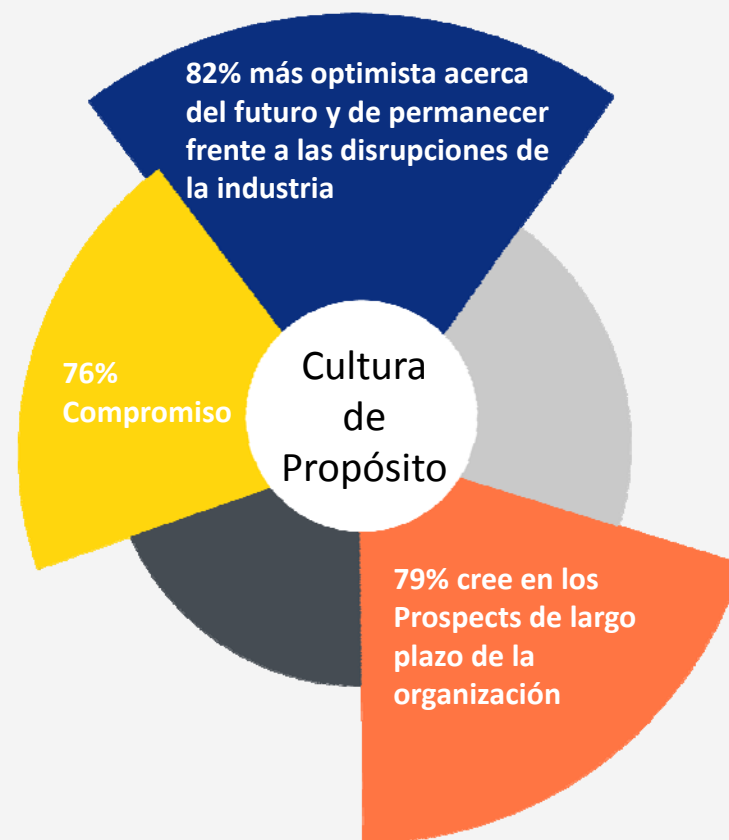 82% más optimista acerca
del futuro y de permanecer
frente a las disrupciones de
la industria
76%
Compromiso
Cultura
de
Propósito
79% cree en los
Prospects de largo
plazo de la
organización